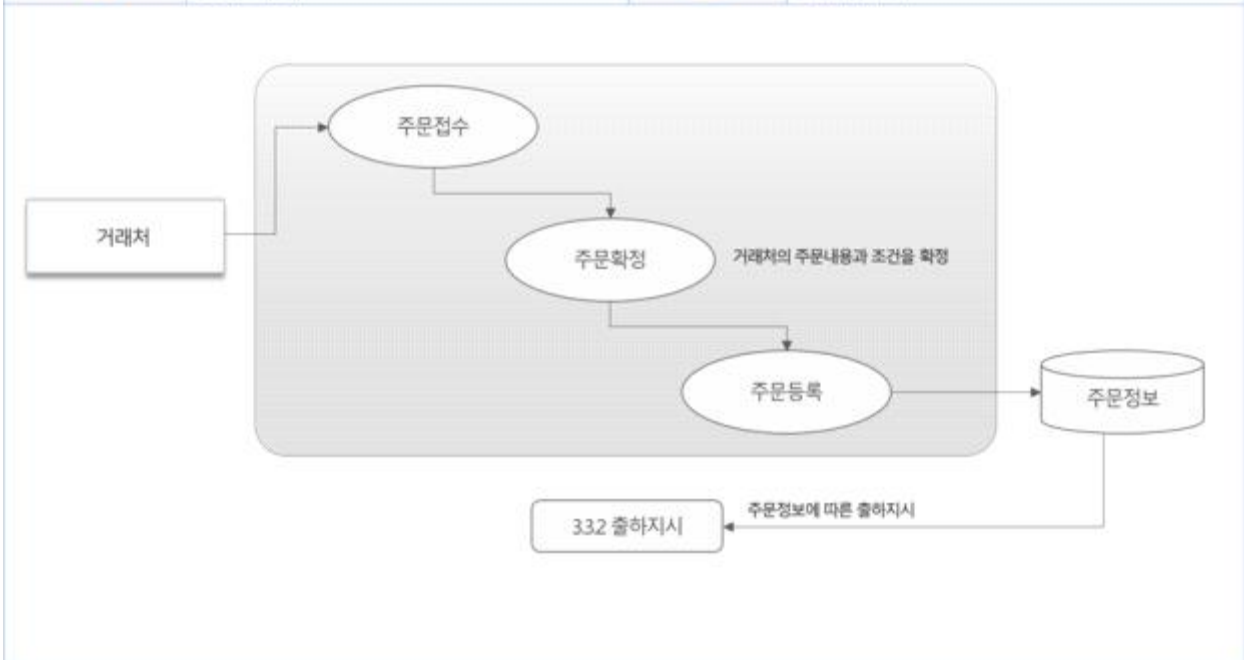 주문접수
거래처
주문확정
거래처의 주문내용과 조건을 확정
주문등록
주문정보
주문정보에 따른 출하지시
3.3.2 출하지시